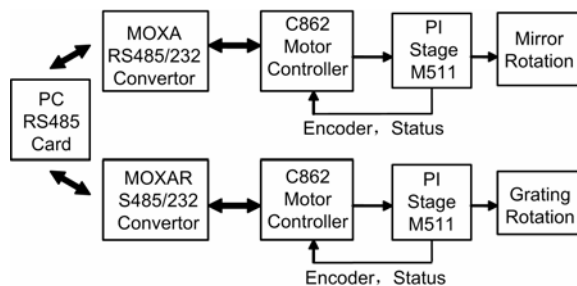 MOXA
RS485/232
Convertor
C862
Motor
Controller
PI
Stage
M511
Mirror
Rotation
Encoder，Status
PC
RS485
Card
MOXAR
S485/232
Convertor
C862
Motor
Controller
PI
Stage
M511
Grating
Rotation
Encoder，Status